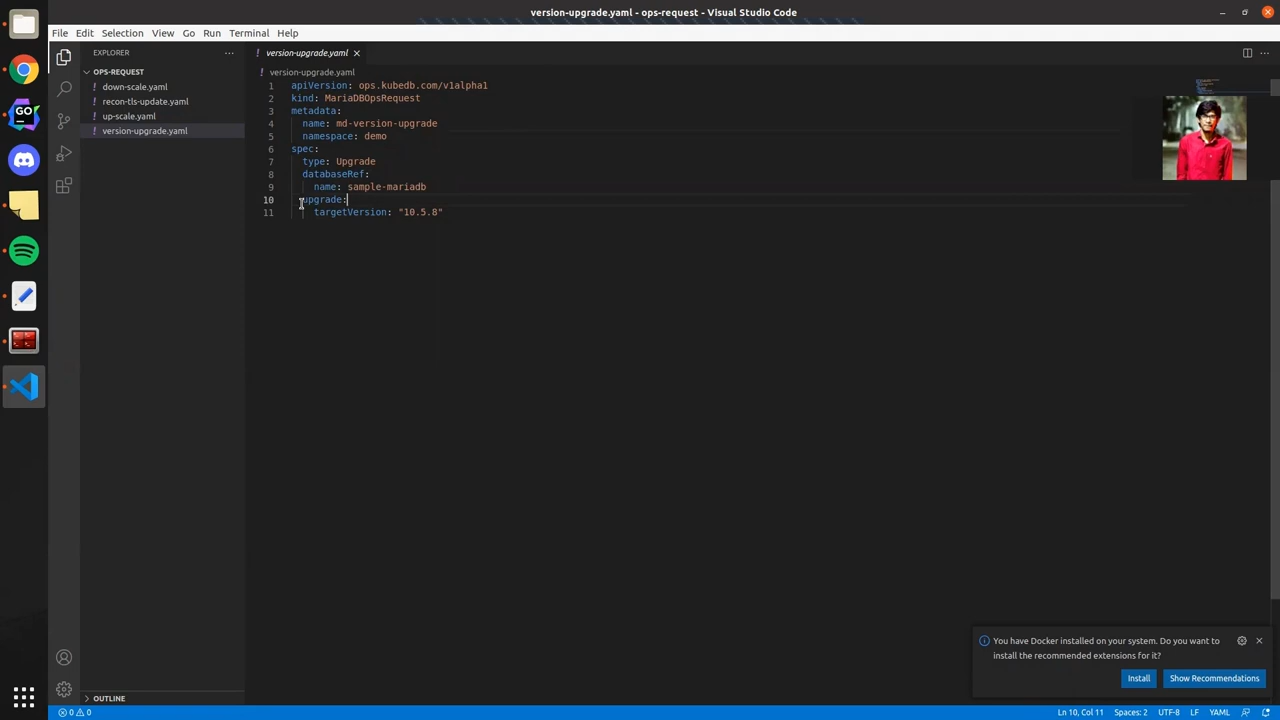 version-upgrade.yaml - ops-request - Visual Studio Code
File Edit Selection View Go Run Terminal Help
EXPLORER
version-upgrade.yaml
OPS-REQUEST
version-upgrade.yaml
down-scale.yaml
recon-tls-update.yaml
up-scale.yaml
version-upgrade.yaml
1 apiVersion: ops.kubedb.com/v1alpha1
2 kind: MariaDBOpsRequest
3 metadata:
4 name: md-version-upgrade
5 namespace: demo
6 spec:
7 type: Upgrade
8 databaseRef:
9 name: sample-mariadb
10 upgrade:
11 targetVersion: "10.5.8"
GO
You have Docker installed on your system. Do you want to
install the recommended extensions for it?
Install Show Recommendations
OUTLINE
0 0 Ln 10, Col 11 Spaces: 2 UTF-8 LF YAML